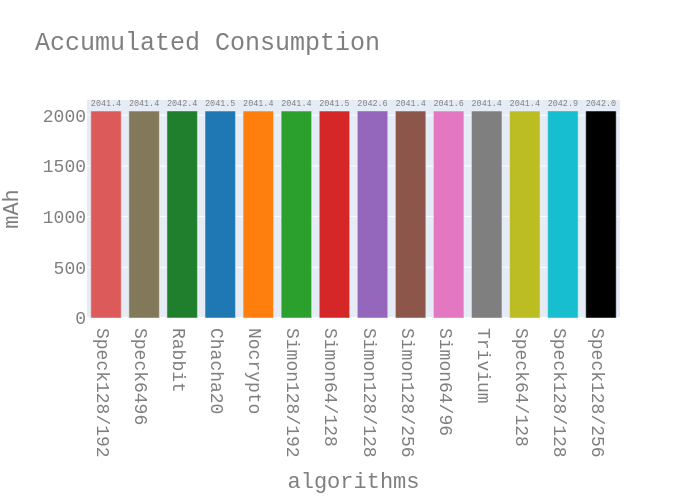 Accumulated Consumption
2041.4 2041.4 2042.4 2041.5 2041.4 2041.4 2041.5 2042.6 2041.4 2041.6 2041.4 2041.4 2042.9 2042.0
2000
1500
1000
500
0
mAh
Speck128/192
Speck6496
Rabbit
Chacha20
Nocrypto
Simon128/192
Simon64/128
Simon128/128
Simon128/256
Simon64/96
Trivium
Speck64/128
Speck128/128
Speck128/256
algorithms